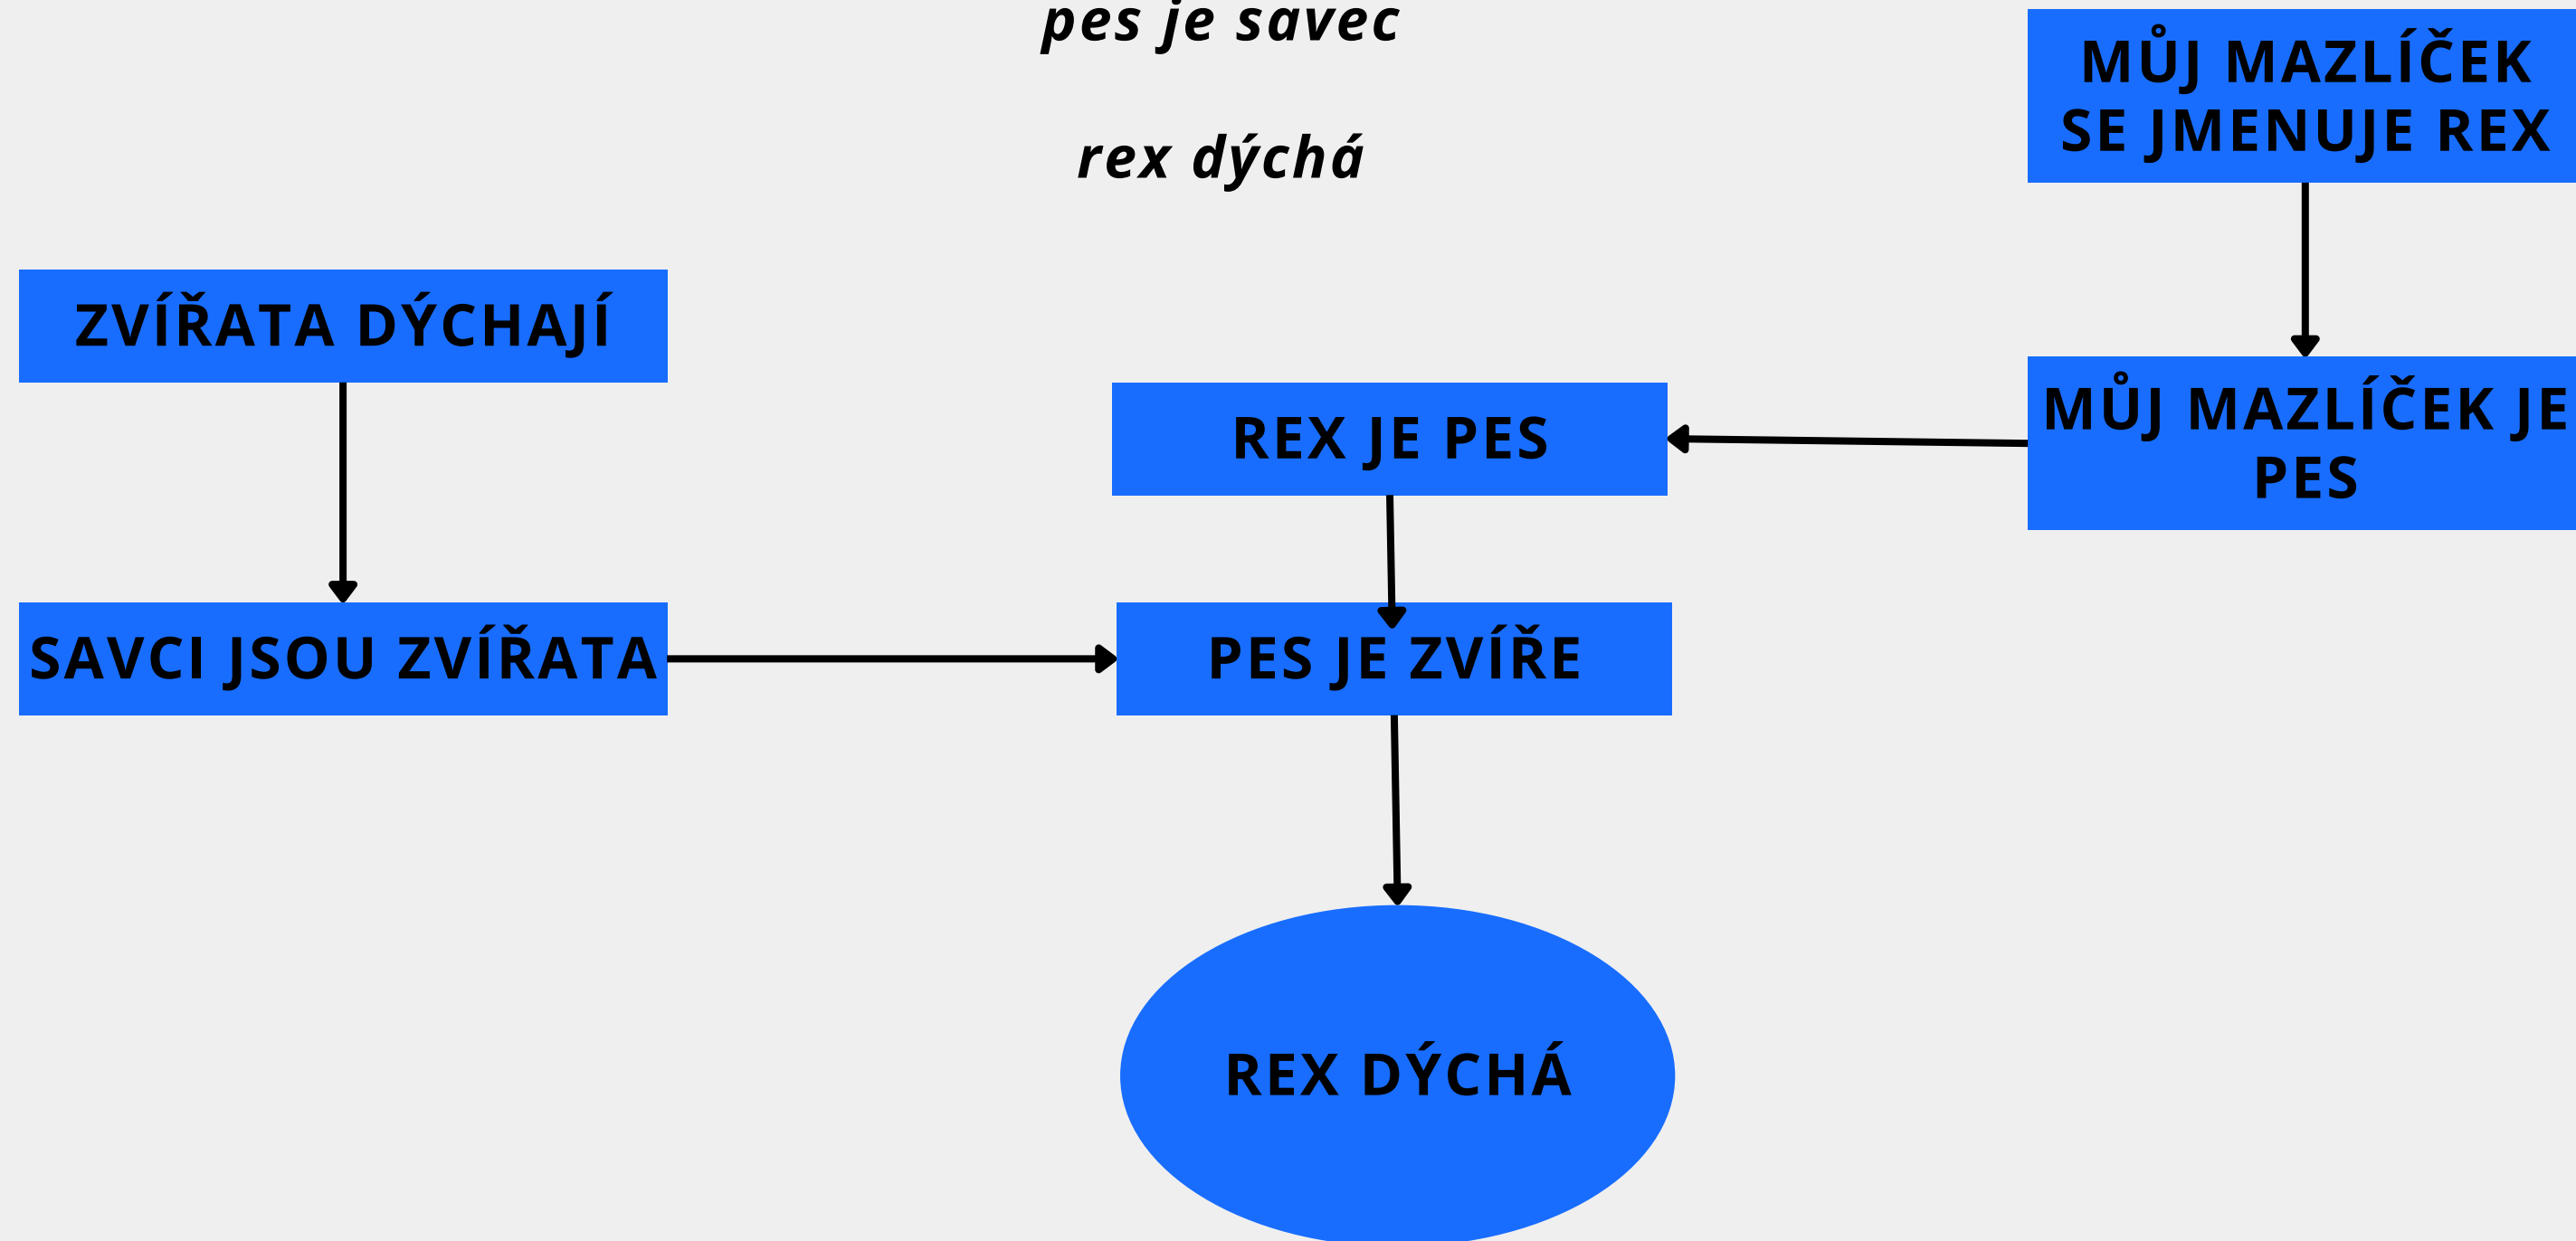 pes je savec
rex dýchá
MŮJ MAZLÍČEK
SE JMENUJE REX
ZVÍŘATA DÝCHAJÍ
REX JE PES
MŮJ MAZLÍČEK JE
PES
SAVCI JSOU ZVÍŘATA
PES JE ZVÍŘE
REX DÝCHÁ